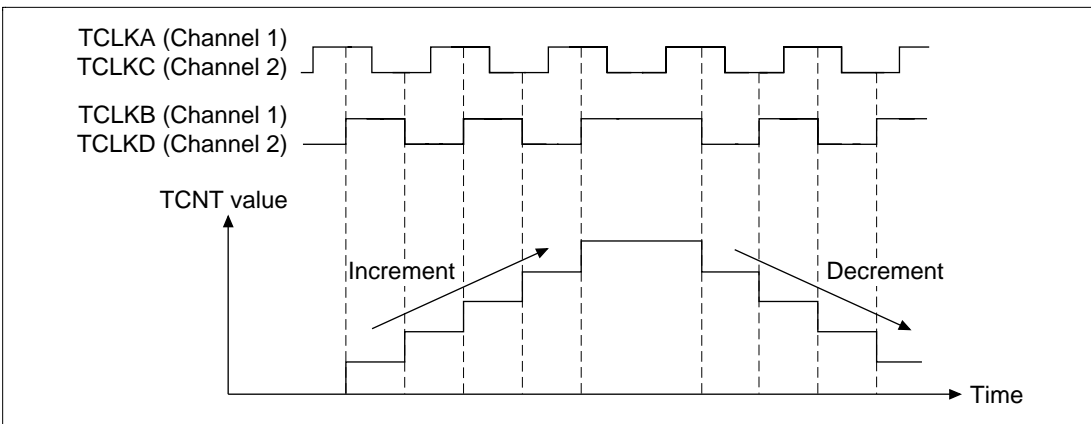 TCLKA (Channel 1)
TCLKC (Channel 2)
TCLKB (Channel 1)
TCLKD (Channel 2)
TCNT value
Increment
Decrement
Time